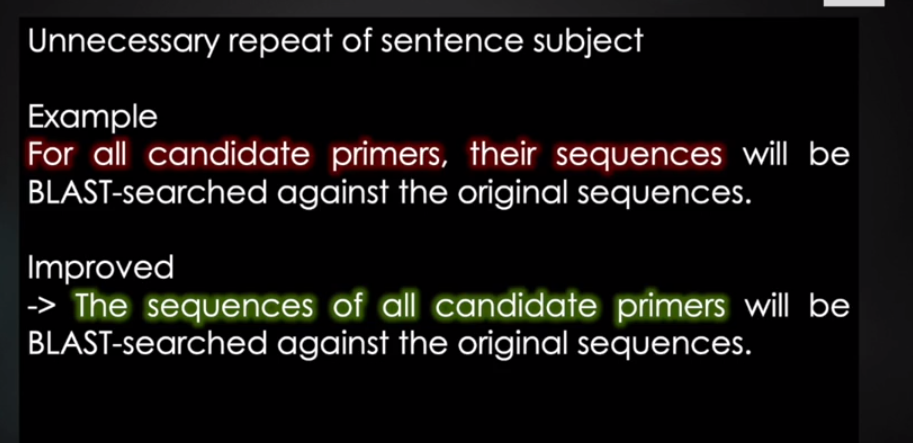 Unnecessary repeat of sentence subject
Example
For all candidate primers, their sequences will be
BLAST-searched against the original sequences.
Improved
-> The sequences of all candidate primers will be
BLAST-searched against the original sequences.